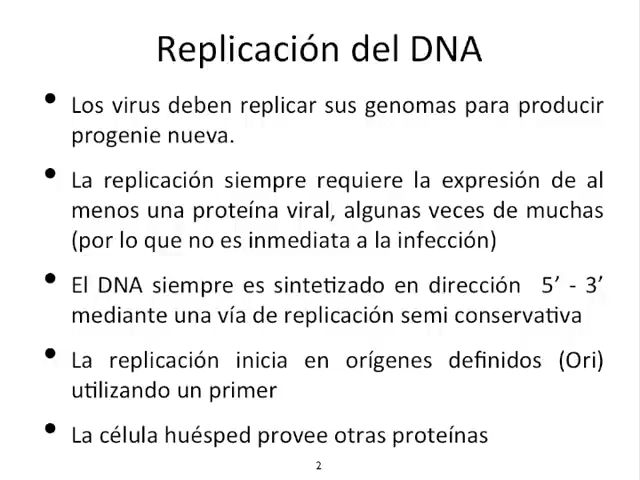 Replicación del DNA
• Los virus deben replicar sus genomas para producir
progenie nueva.
• La replicación siempre requiere la expresión de al
menos una proteína viral, algunas veces de muchas
(por lo que no es inmediata a la infección)
• El DNA siempre es sintetizado en dirección 5’ - 3’
mediante una vía de replicación semi conservativa
• La replicación inicia en orígenes definidos (Ori)
utilizando un primer
• La célula huésped provee otras proteínas
2